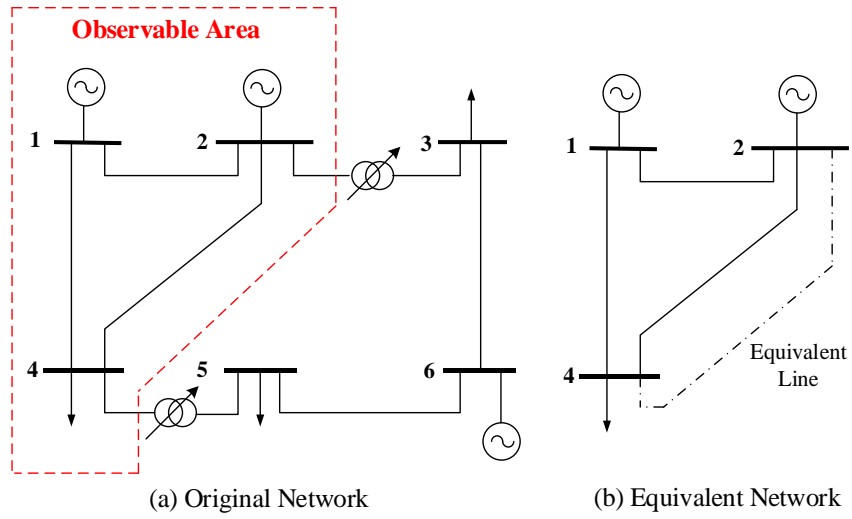 Observable Area
1
2
3
4
5
6
(a) Original Network
1
2
4
Equivalent
Line
(b) Equivalent Network